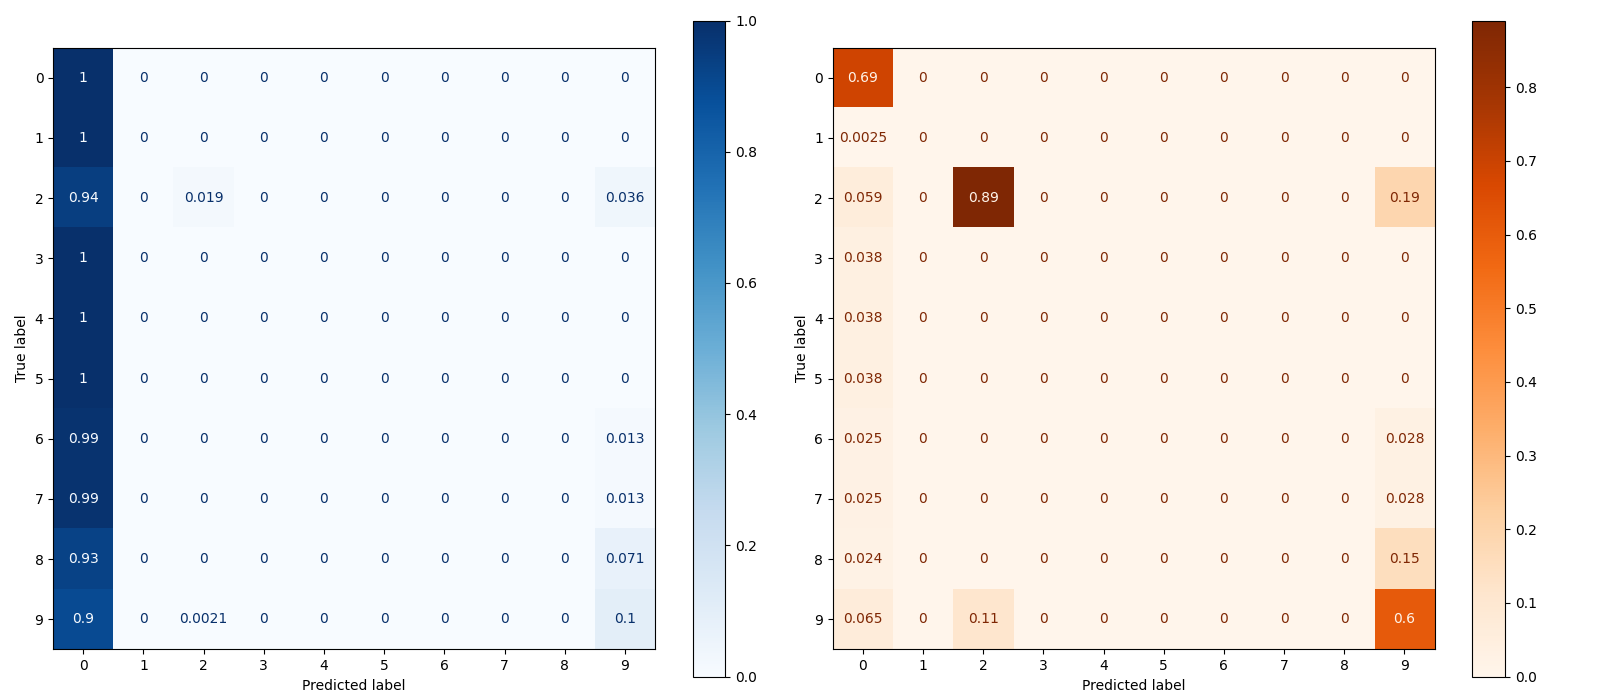 0 1 0 0 0 0 0 0 0 0 0
1 1 0 0 0 0 0 0 0 0 0
2 0.94 0 0.019 0 0 0 0 0 0 0.036
3 1 0 0 0 0 0 0 0 0 0
4 1 0 0 0 0 0 0 0 0 0
5 1 0 0 0 0 0 0 0 0 0
6 0.99 0 0 0 0 0 0 0 0 0.013
7 0.99 0 0 0 0 0 0 0 0 0.013
8 0.93 0 0 0 0 0 0 0 0 0.071
9 0.9 0 0.0021 0 0 0 0 0 0 0.1
0 1 2 3 4 5 6 7 8 9
Predicted label
True label
1.0
0.8
0.6
0.4
0.2
0.0
0 0.69 0 0 0 0 0 0 0 0 0
1 0.0025 0 0 0 0 0 0 0 0 0
2 0.059 0 0.89 0 0 0 0 0 0 0.19
3 0.038 0 0 0 0 0 0 0 0 0
4 0.038 0 0 0 0 0 0 0 0 0
5 0.038 0 0 0 0 0 0 0 0 0
6 0.025 0 0 0 0 0 0 0 0 0.028
7 0.025 0 0 0 0 0 0 0 0 0.028
8 0.024 0 0 0 0 0 0 0 0 0.15
9 0.065 0 0.11 0 0 0 0 0 0 0.6
0 1 2 3 4 5 6 7 8 9
Predicted label
True label
0.8
0.7
0.6
0.5
0.4
0.3
0.2
0.1
0.0